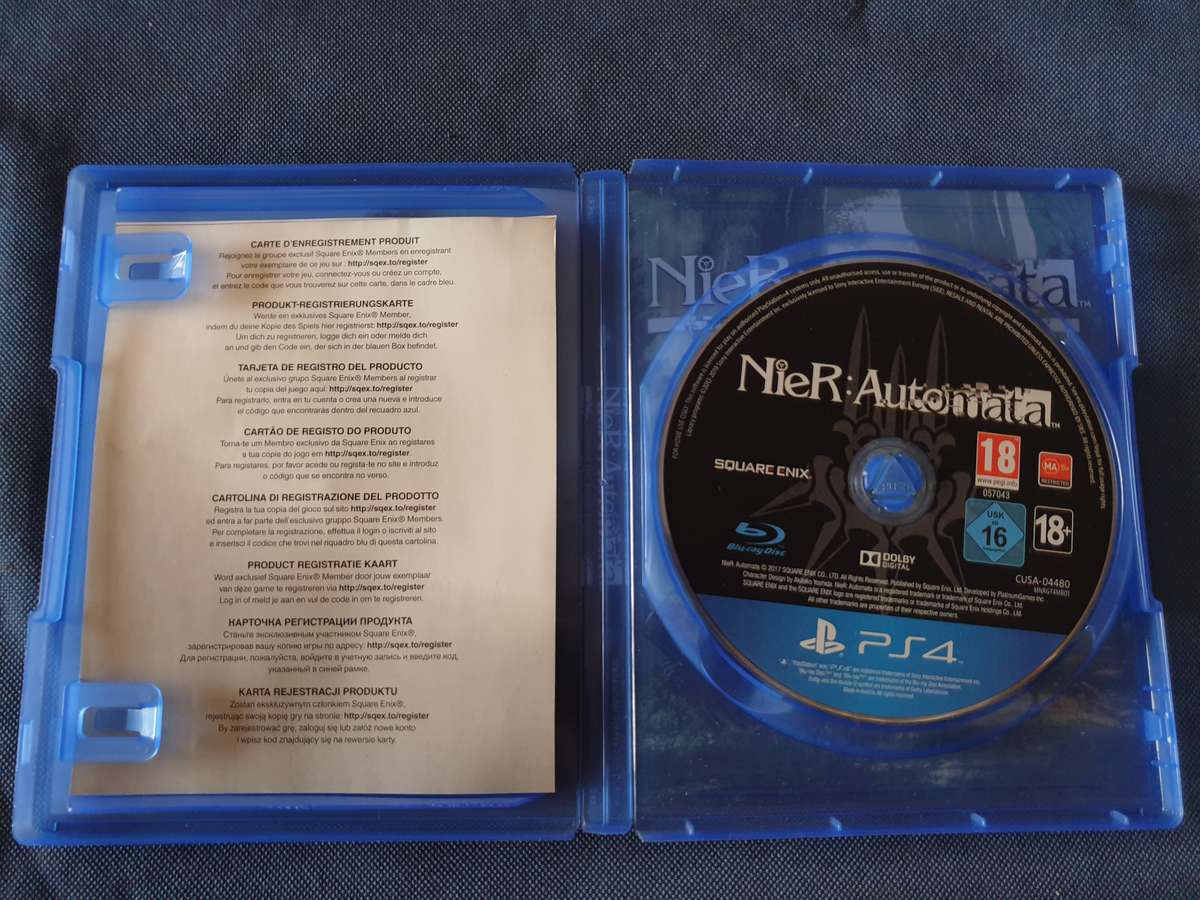 CARTE D'ENREGISTREMENT PRODUIT
Rejoignez le groupe exclusif Square Enix® Members en enregistrant
votre exemplaire de ce jeu sur : http://sqex.to/register
Pour enregistrer votre jeu, connectez-vous ou créez un compte,
et entrez le code que vous trouverez sur cette carte, dans le cadre bleu.
PRODUKT-REGISTRIERUNGSKARTE
Werde ein exklusives Square Enix® Member,
indem du deine Kopie des Spiels hier registrierst: http://sqex.to/register
Um dich zu registrieren, logge dich ein oder melde dich
an und gib den Code ein, der sich in der blauen Box befindet.
TARJETA DE REGISTRO DEL PRODUCTO
Únete al exclusivo grupo Square Enix® Members al registrar
tu copia del juego aquí: http://sqex.to/register
Para registrarlo, entra en tu cuenta o crea una nueva e introduce
el código que encontrarás dentro del recuadro azul.
CARTÃO DE REGISTO DO PRODUTO
Torna-te um Membro exclusivo da Square Enix ao registares
a tua cópia do jogo em http://sqex.to/register.
Para registares, por favor acede ou regista-te no site e introduz
o código que se encontra no verso.
CARTOLINA DI REGISTRAZIONE DEL PRODOTTO
Registra la tua copia del gioco sul sito http://sqex.to/register
ed entra a far parte dell'esclusivo gruppo Square Enix® Members.
Per completare la registrazione, effettua il login o iscriviti al sito
e inserisci il codice che trovi nel riquadro blu di questa cartolina.
PRODUCT REGISTRATIE KAART
Word exclusief Square Enix® Member door jouw exemplaar
van deze game te registreren via http://sqex.to/register
Log in of meld je aan en vul de code in om te registreren.
КАРТОЧКА РЕГИСТРАЦИИ ПРОДУКТА
Станьте эксклюзивным участником Square Enix®,
зарегистрировав вашу копию игры по адресу: http://sqex.to/register
Для регистрации, пожалуйста, войдите в учетную запись и введите код,
указанный в синей рамке.
KARTA REJESTRACJI PRODUKTU
Zostań ekskluzywnym członkiem Square Enix®,
rejestrując swoją kopię gry na stronie: http://sqex.to/register
By zarejestrować grę, zaloguj się lub załóż nowe konto
i wpisz kod znajdujący się na rewersie karty.
NieR:Automata™
SQUARE ENIX
18
www.pegi.info
057043
MA 15+
RESTRICTED
USK
ab
16
18+
Blu-ray Disc
DOLBY
DIGITAL
CUSA-04480
NieR: Automata © 2017 SQUARE ENIX CO., LTD. All Rights Reserved. Published by Square Enix Ltd. Developed by PlatinumGames Inc.
Character Design by Akihiko Yoshida. NieR: Automata is a registered trademark or trademark of Square Enix Co., Ltd.
SQUARE ENIX and the SQUARE ENIX logo are registered trademarks or trademarks of Square Enix Holdings Co. Ltd.
All other trademarks are properties of their respective owners.
PS4™